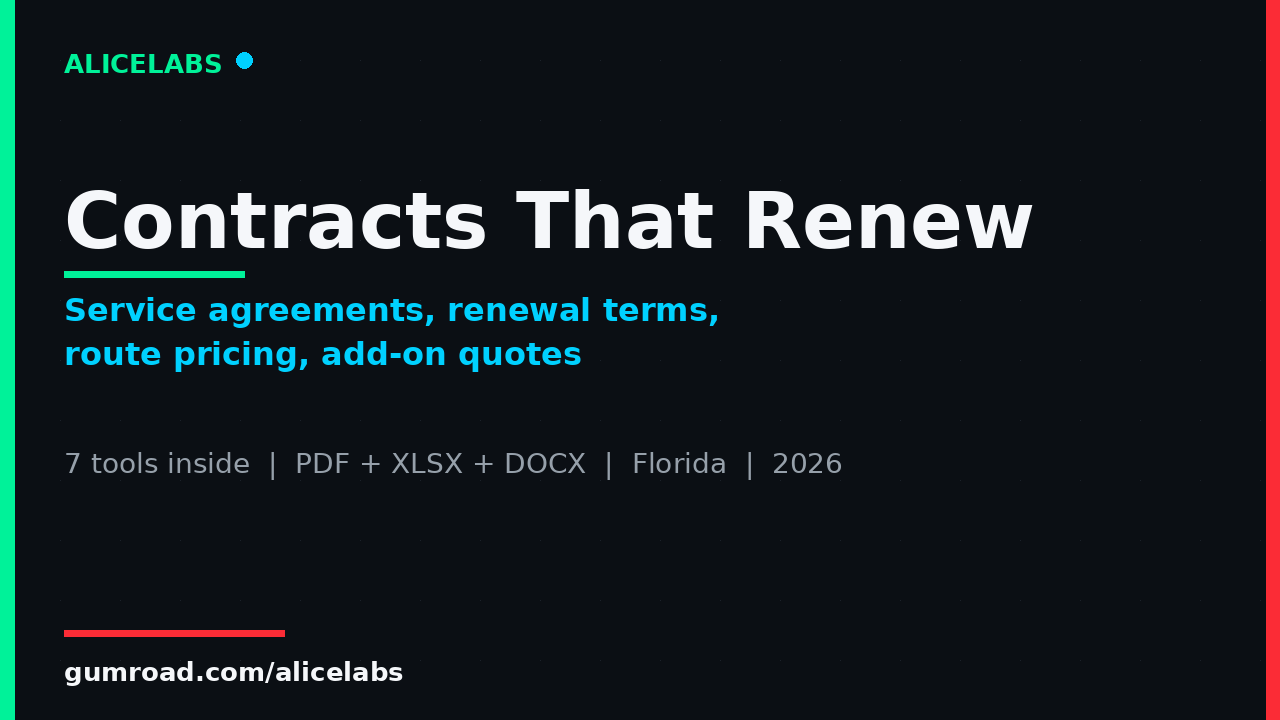 ALICELABS
Contracts That Renew
Service agreements, renewal terms,
route pricing, add-on quotes
7 tools inside | PDF + XLSX + DOCX | Florida | 2026
gumroad.com/alicelabs